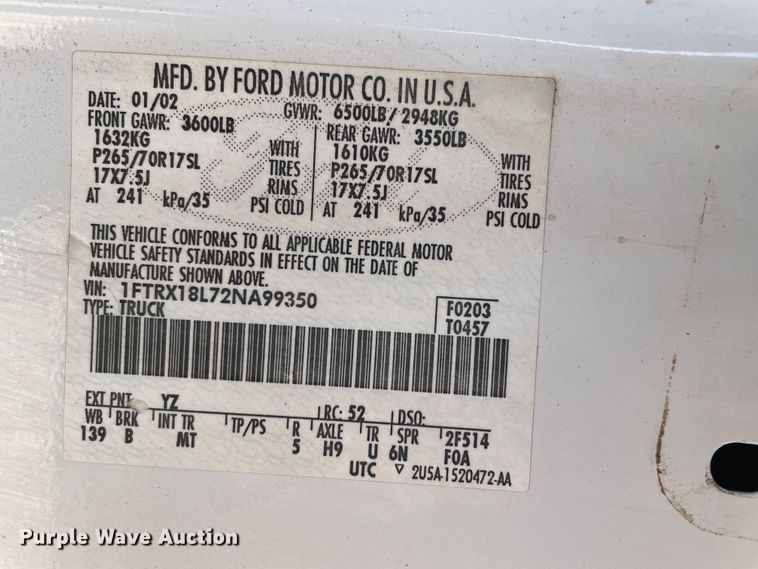 MFD. BY FORD MOTOR CO. IN U.S.A.
DATE: 01/02 GVWR: 6500LB/ 2948KG
FRONT GAWR: 3600LB REAR GAWR: 3550LB
1632KG WITH 1610KG WITH
P265/70R17SL TIRES P265/70R17SL TIRES
17X7.5J RIMS 17X7.5J RIMS
AT 241 kPa/35 PSI COLD AT 241 kPa/35 PSI COLD
THIS VEHICLE CONFORMS TO ALL APPLICABLE FEDERAL MOTOR
VEHICLE SAFETY STANDARDS IN EFFECT ON THE DATE OF
MANUFACTURE SHOWN ABOVE.
VIN: 1FTRX18L72NA99350 F0203
TYPE: TRUCK T0457
EXT PNT YZ RC: 52 DSO:
WB BRK INT TR TP/PS R AXLE TR SPR 2F514
139 B MT 5 H9 U 6N F0A
UTC ▽ 2U5A-1520472-AA
Purple Wave Auction